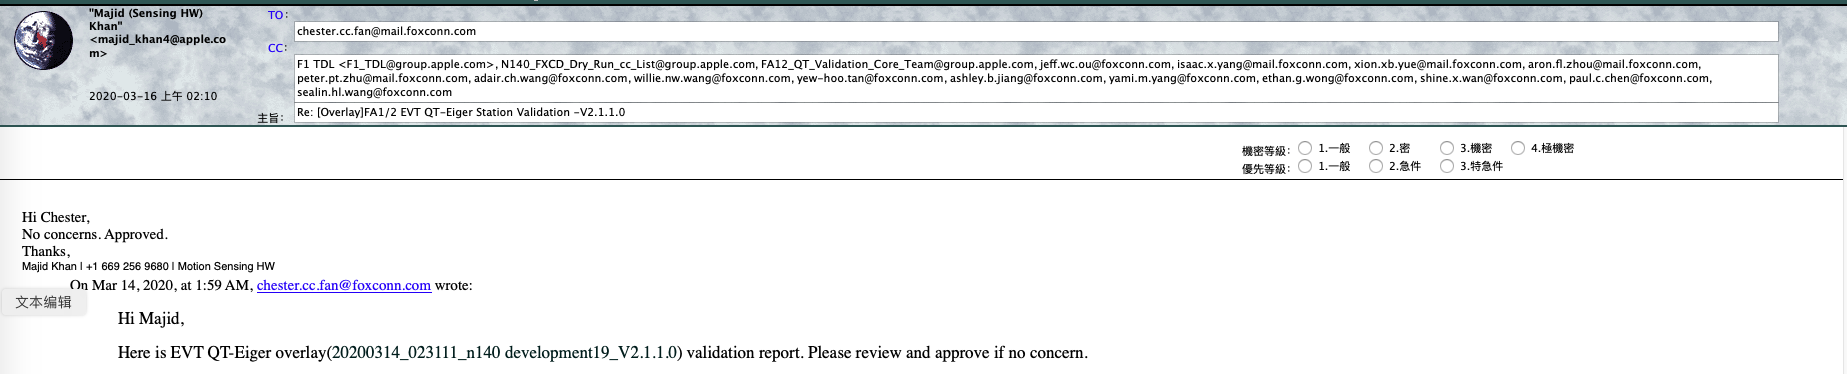 "Majid (Sensing HW)
Khan"
<majid_khan4@apple.co
m>
2020-03-16 上午 02:10
TO:
chester.cc.fan@mail.foxconn.com
CC:
F1 TDL <F1_TDL@group.apple.com>, N140_FXCD_Dry_Run_cc_List@group.apple.com, FA12_QT_Validation_Core_Team@group.apple.com, jeff.wc.ou@foxconn.com, isaac.x.yang@mail.foxconn.com, xion.xb.yue@mail.foxconn.com, aron.fl.zhou@mail.foxconn.com,
peter.pt.zhu@mail.foxconn.com, adair.ch.wang@foxconn.com, willie.nw.wang@foxconn.com, yew-hoo.tan@foxconn.com, ashley.b.jiang@foxconn.com, yami.m.yang@foxconn.com, ethan.g.wong@foxconn.com, shine.x.wan@foxconn.com, paul.c.chen@foxconn.com,
sealin.hl.wang@foxconn.com
主旨:
Re: [Overlay]FA1/2 EVT QT-Eiger Station Validation -V2.1.1.0
機密等級: 1.一般 2.密 3.機密 4.極機密
優先等級: 1.一般 2.急件 3.特急件
Hi Chester,
No concerns. Approved.
Thanks,
Majid Khan | +1 669 256 9680 | Motion Sensing HW
On Mar 14, 2020, at 1:59 AM, chester.cc.fan@foxconn.com wrote:
文本编辑
Hi Majid,
Here is EVT QT-Eiger overlay(20200314_023111_n140 development19_V2.1.1.0) validation report. Please review and approve if no concern.